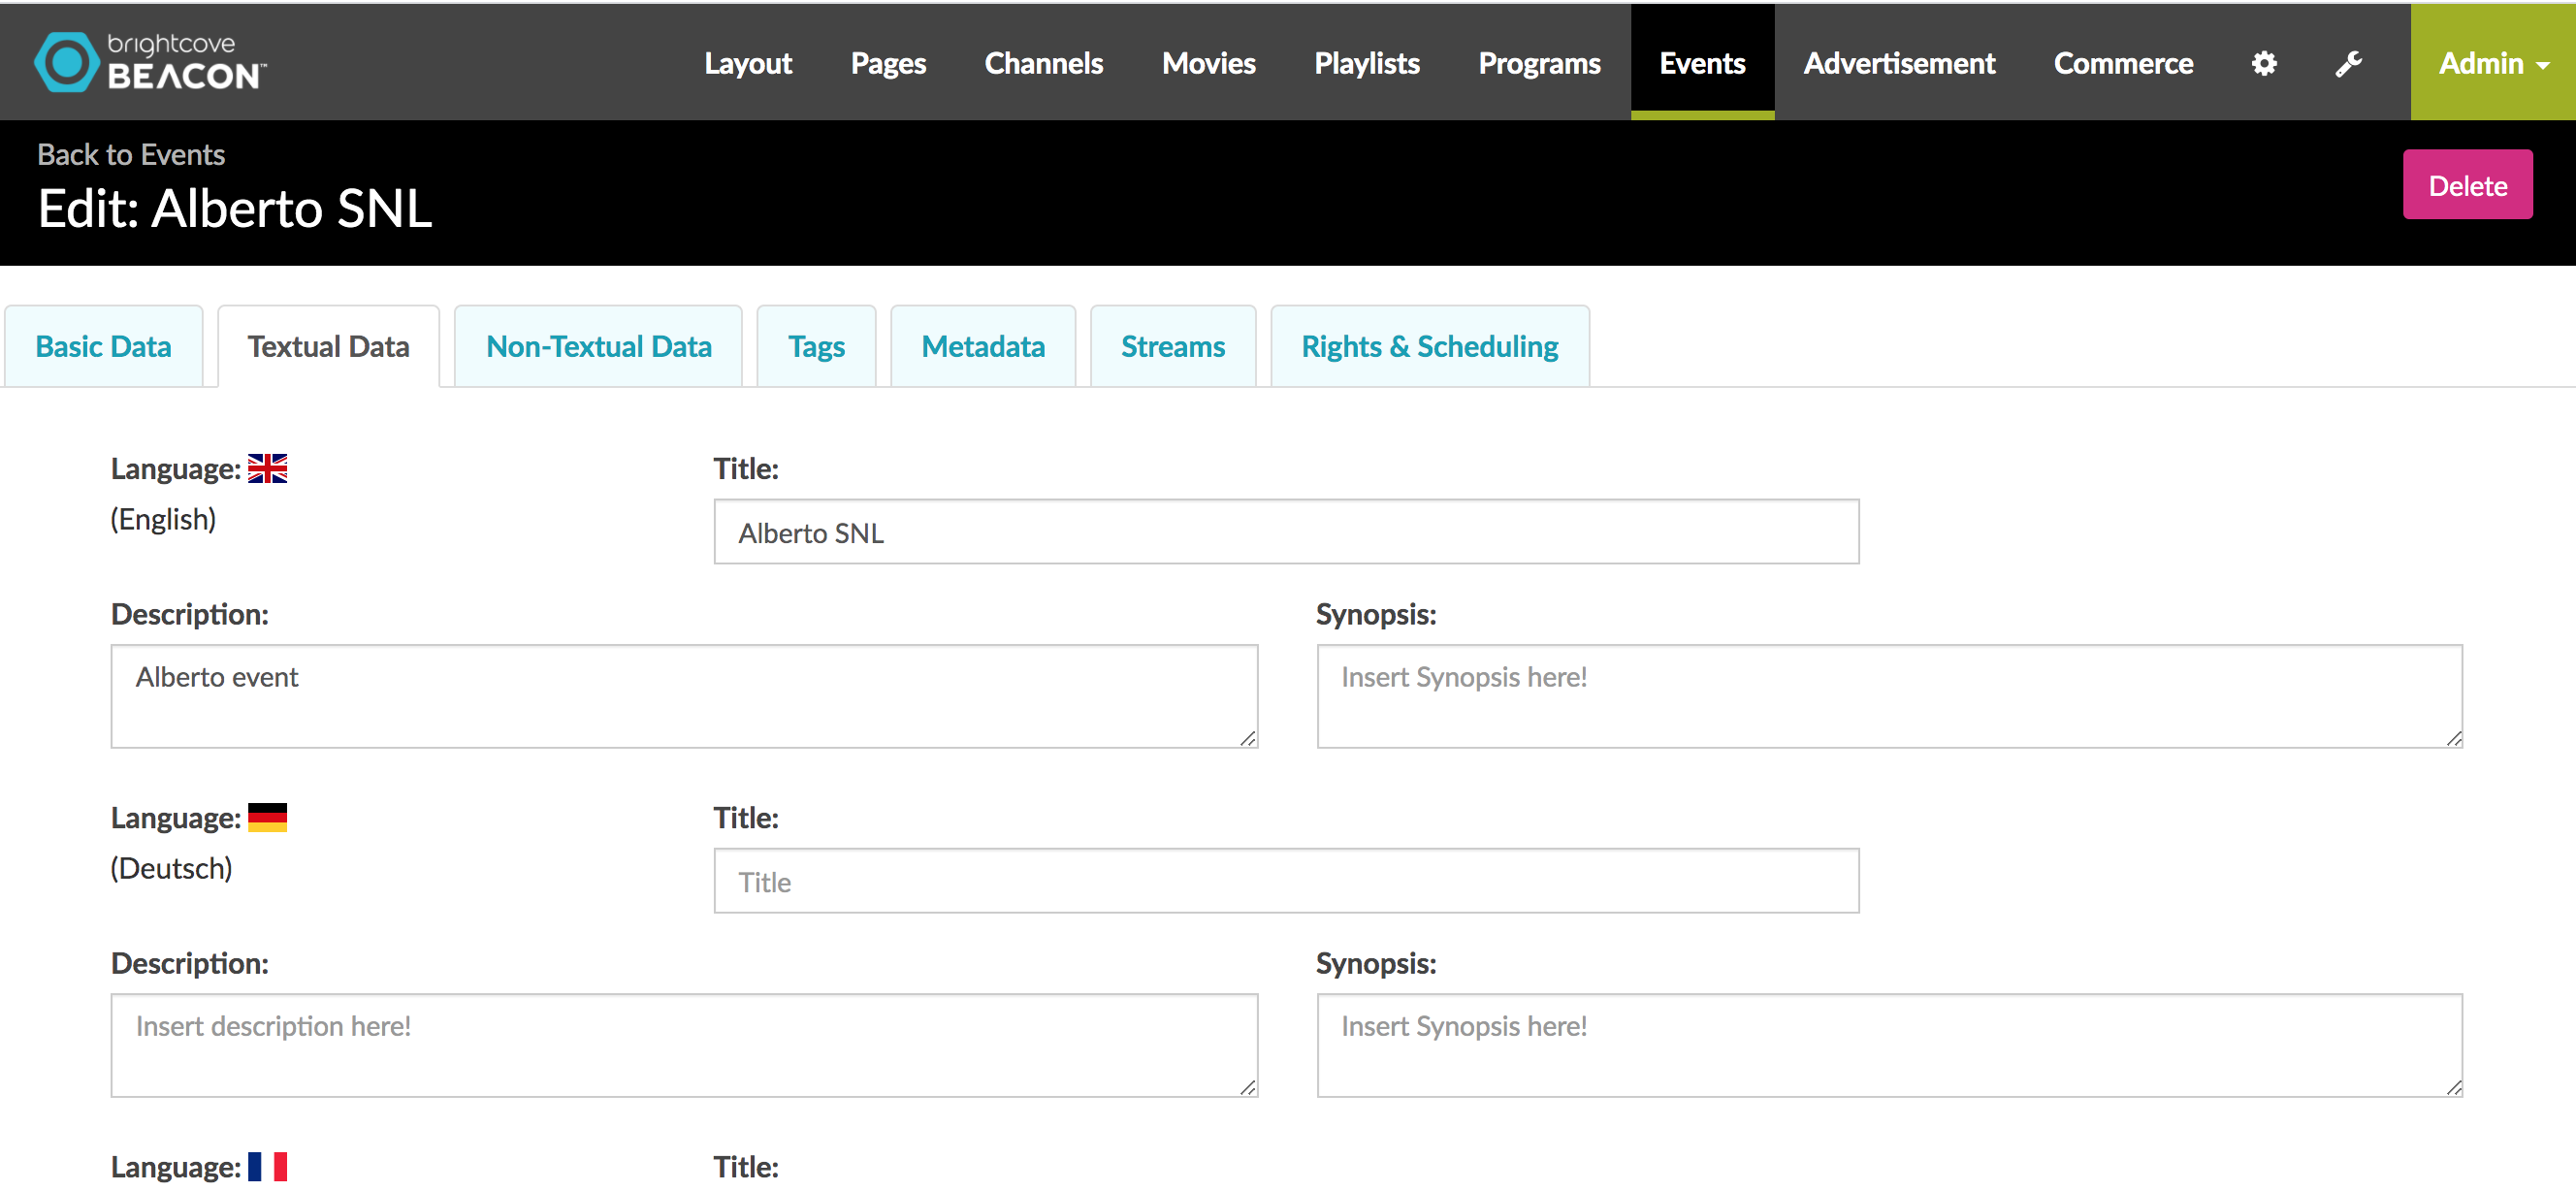 brightcove
BEACON™
Layout Pages Channels Movies Playlists Programs Events Advertisement Commerce Admin
Back to Events
Edit: Alberto SNL
Delete
Basic Data Textual Data Non-Textual Data Tags Metadata Streams Rights & Scheduling
Language: Title:
(English)
Alberto SNL
Description: Synopsis:
Alberto event Insert Synopsis here!
Language: Title:
(Deutsch)
Title
Description: Synopsis:
Insert description here! Insert Synopsis here!
Language: Title: